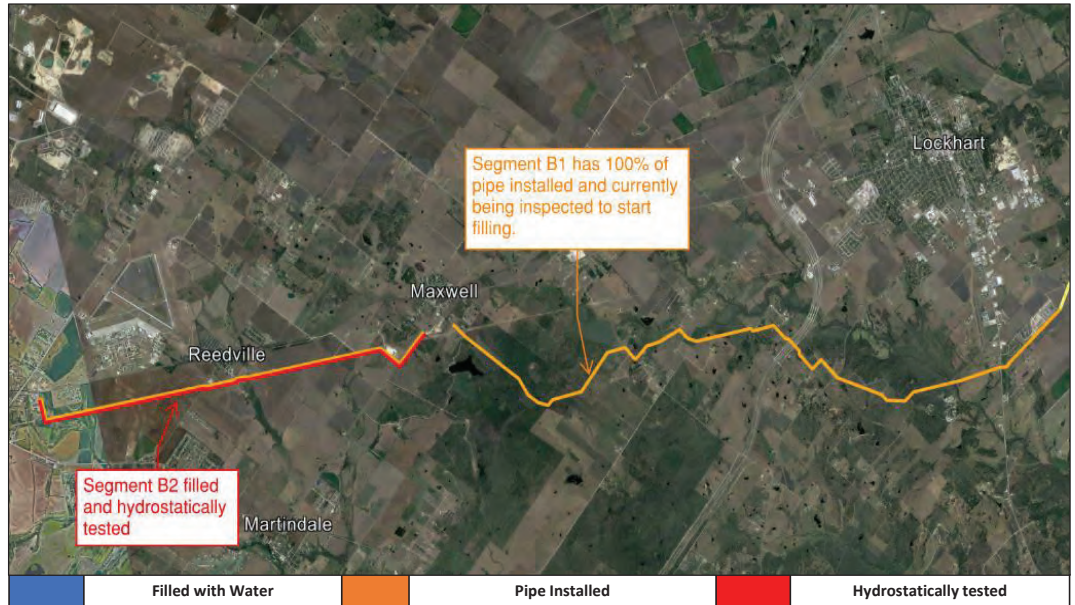 Lockhart
Segment B1 has 100% of
pipe installed and currently
being inspected to start
filling.
Maxwell
Reedville
Segment B2 filled
and hydrostatically
tested
Martindale
Filled with Water
Pipe Installed
Hydrostatically tested